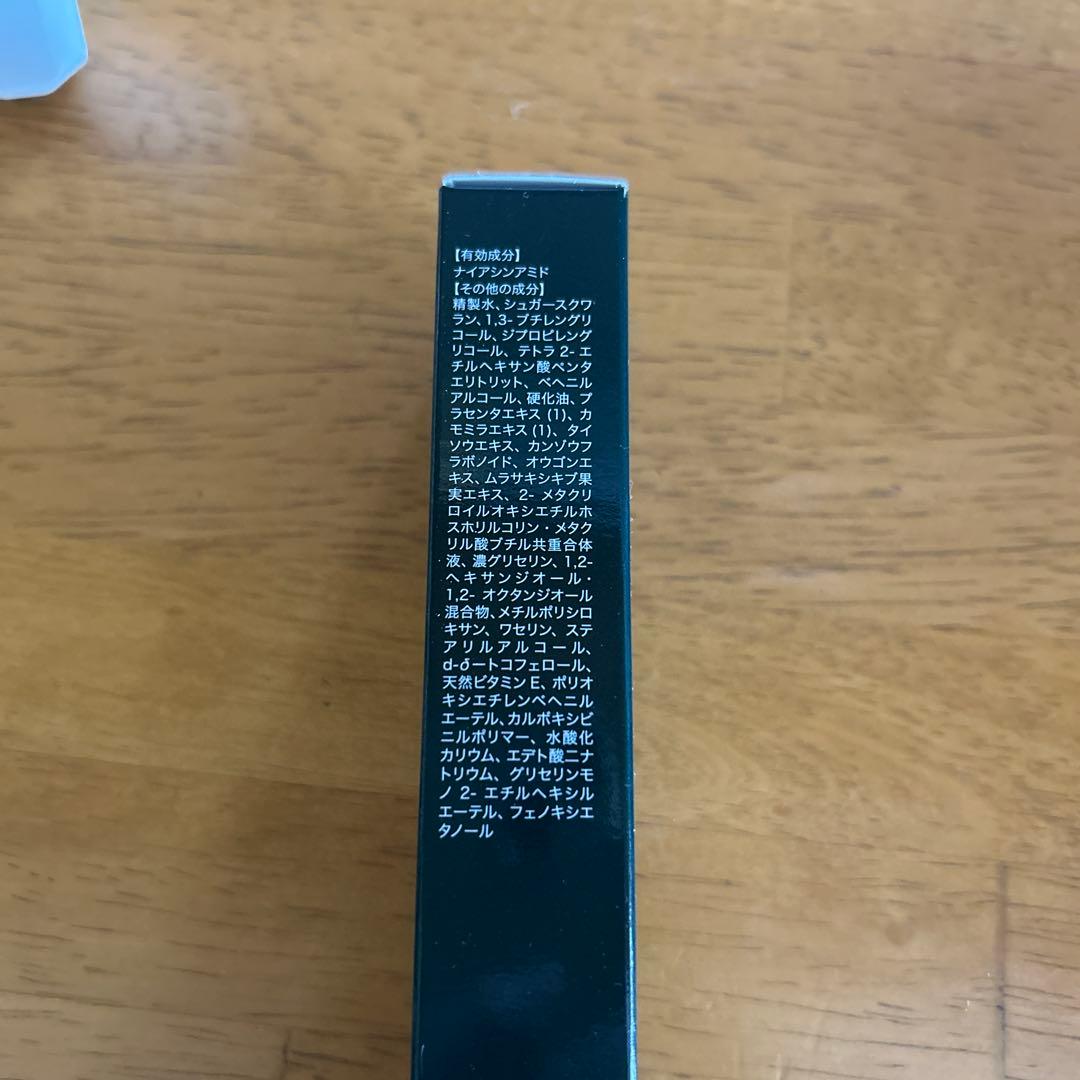 【有効成分】
ナイアシンアミド
【その他の成分】
精製水、シュガースクワ
ラン、1,3- ブチレングリ
コール、ジプロピレング
リコール、テトラ 2- エ
チルヘキサン酸ペンタ
エリトリット、ベヘニル
アルコール、硬化油、プ
ラセンタエキス (1)、カ
モミラエキス (1)、タイ
ソウエキス、カンゾウフ
ラボノイド、オウゴンエ
キス、ムラサキシキブ果
実エキス、2- メタクリ
ロイルオキシエチルホ
スホリルコリン・メタク
リル酸ブチル共重合体
液、濃グリセリン、1,2-
ヘキサンジオール・
1,2- オクタンジオール
混合物、メチルポリシロ
キサン、ワセリン、ステ
アリルアルコール、
d-δートコフェロール、
天然ビタミンE、ポリオ
キシエチレンベヘニル
エーテル、カルボキシビ
ニルポリマー、水酸化
カリウム、エデト酸二ナ
トリウム、グリセリンモ
ノ 2- エチルヘキシル
エーテル、フェノキシエ
タノール